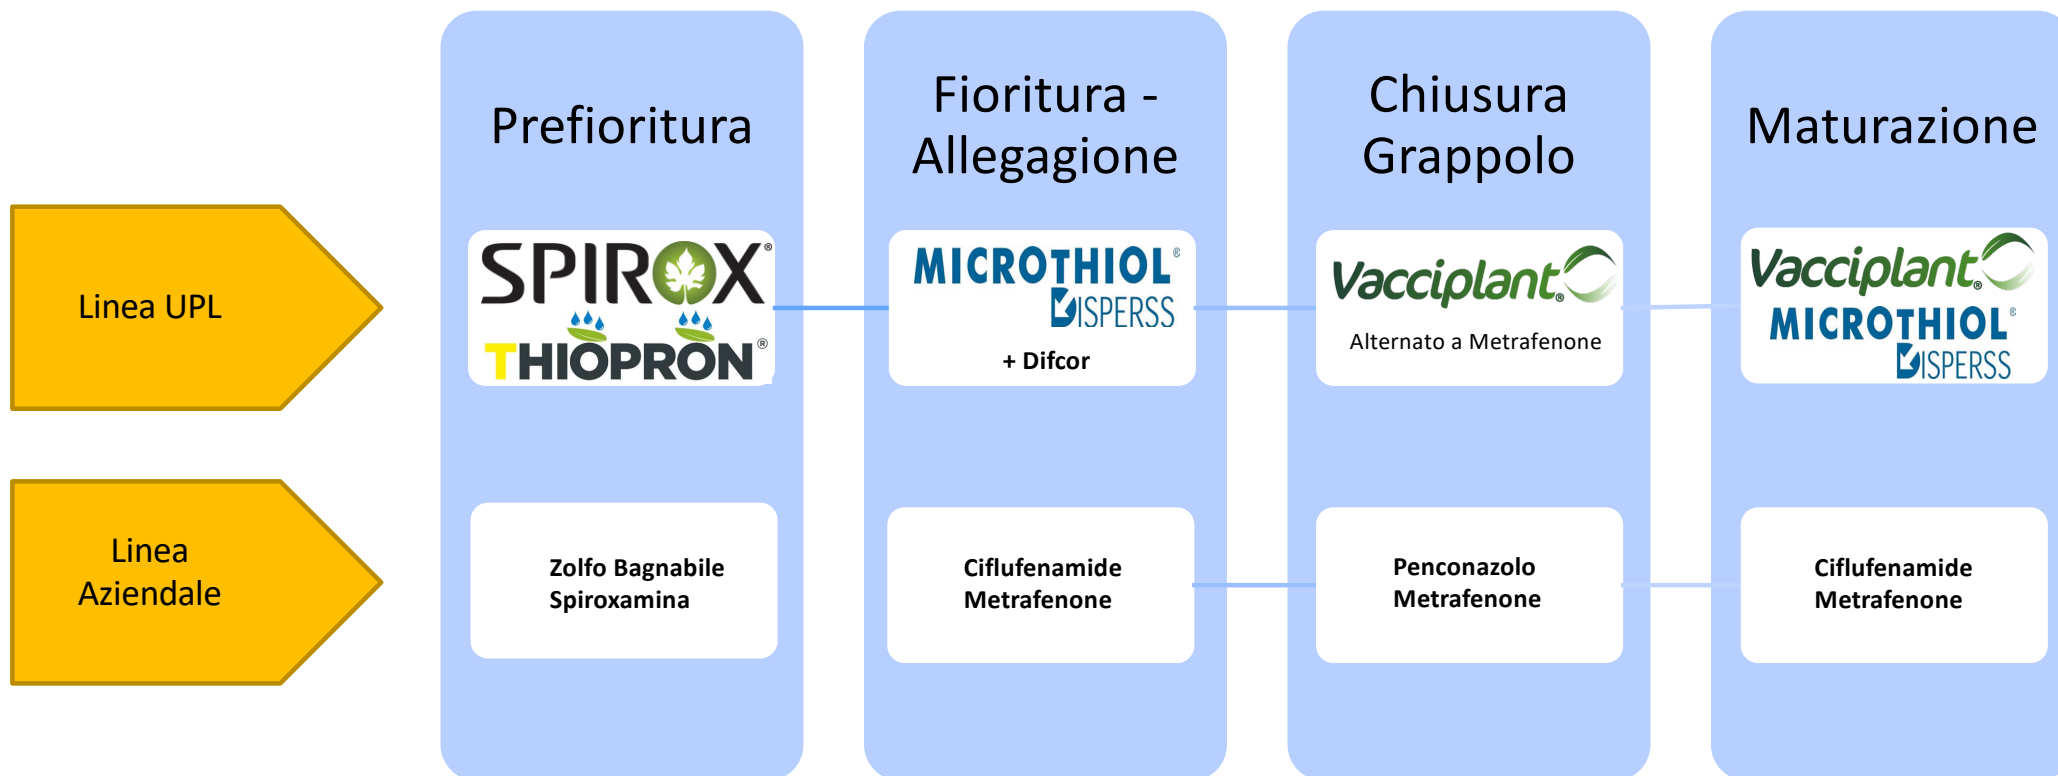 Prefioritura
Fioritura -
Allegagione
Chiusura
Grappolo
Maturazione
Linea UPL
SPIROX®
THIOPRON®
MICROTHIOL®
DISPERSS
+ Difcor
Vacciplant®
Alternato a Metrafenone
Vacciplant®
MICROTHIOL®
DISPERSS
Linea
Aziendale
Zolfo Bagnabile
Spiroxamina
Ciflufenamide
Metrafenone
Penconazolo
Metrafenone
Ciflufenamide
Metrafenone